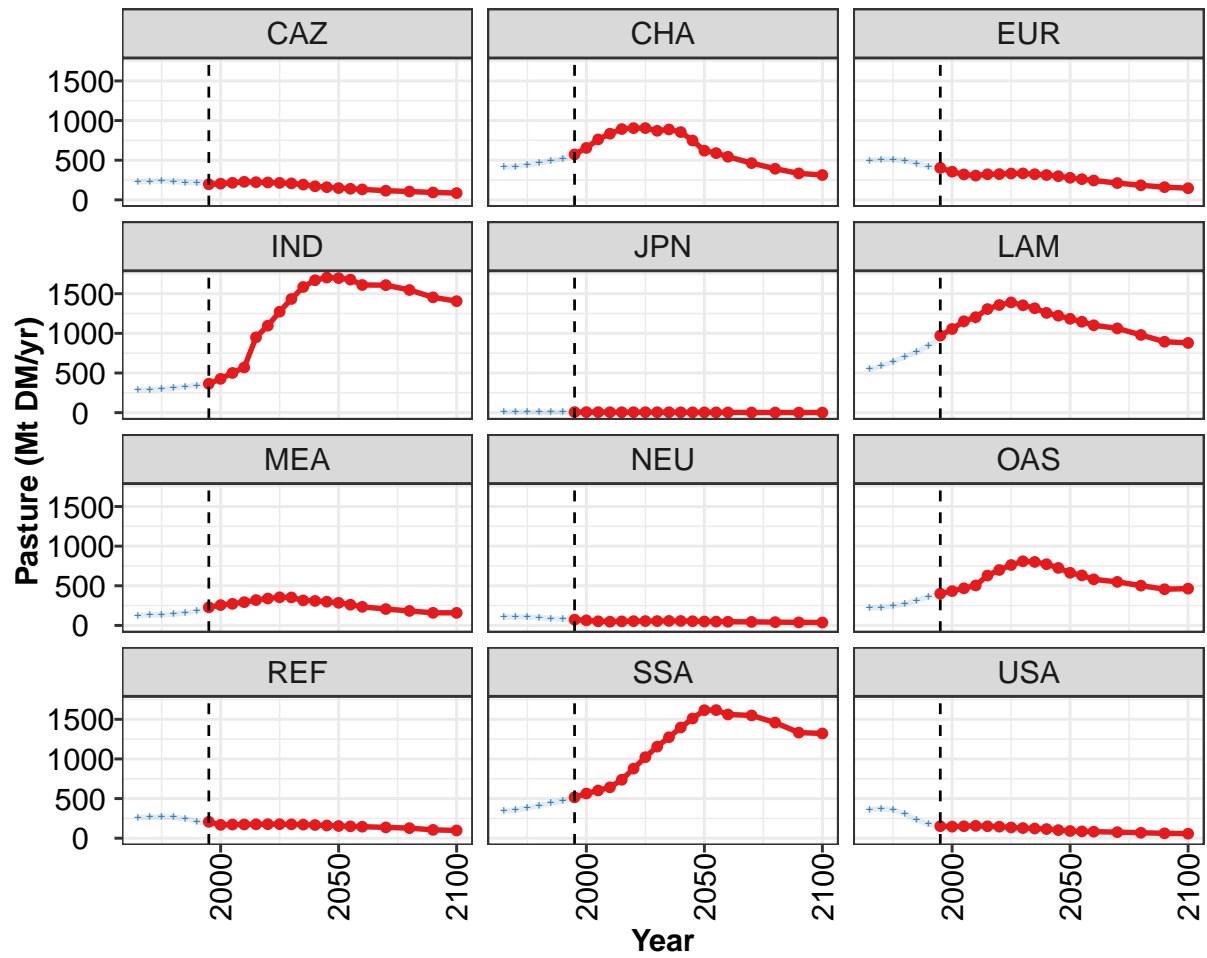 CAZ CHA EUR
1500
1000
500
0
IND JPN LAM
1500
1000
500
0
MEA NEU OAS
1500
1000
500
0
REF SSA USA
1500
1000
500
0
Pasture (Mt DM/yr)
2000 2050 2100 2000 2050 2100 2000 2050 2100
Year